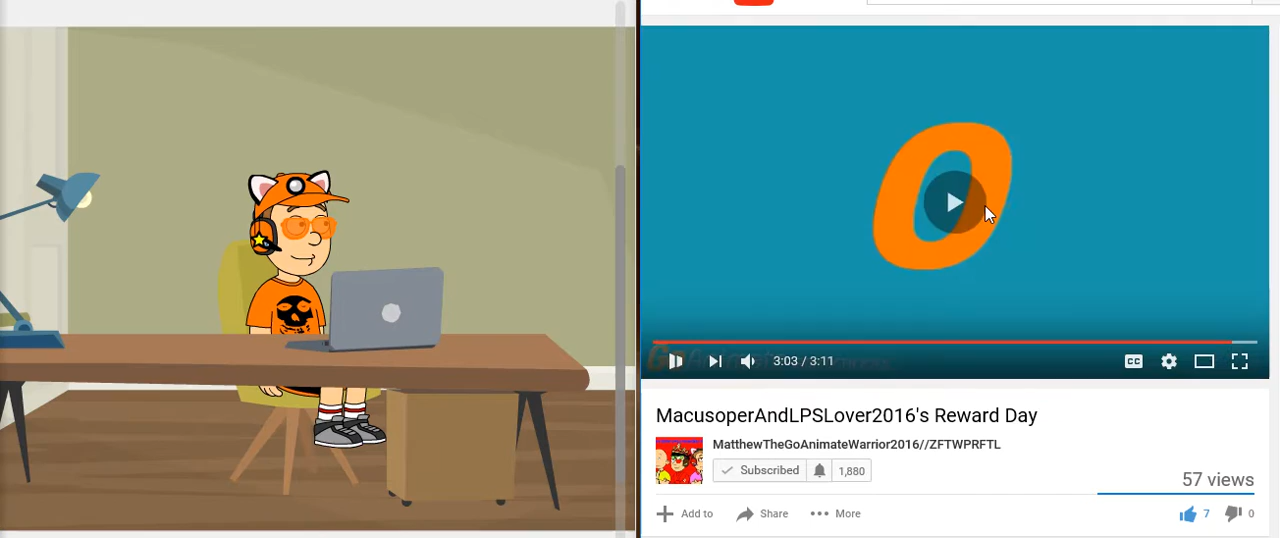 O
3:03 / 3:11
CC
MacusoperAndLPSLover2016's Reward Day
MatthewTheGoAnimateWarrior2016//ZFTWPRFTL
Subscribed 1,880
57 views
Add to Share More 7 0